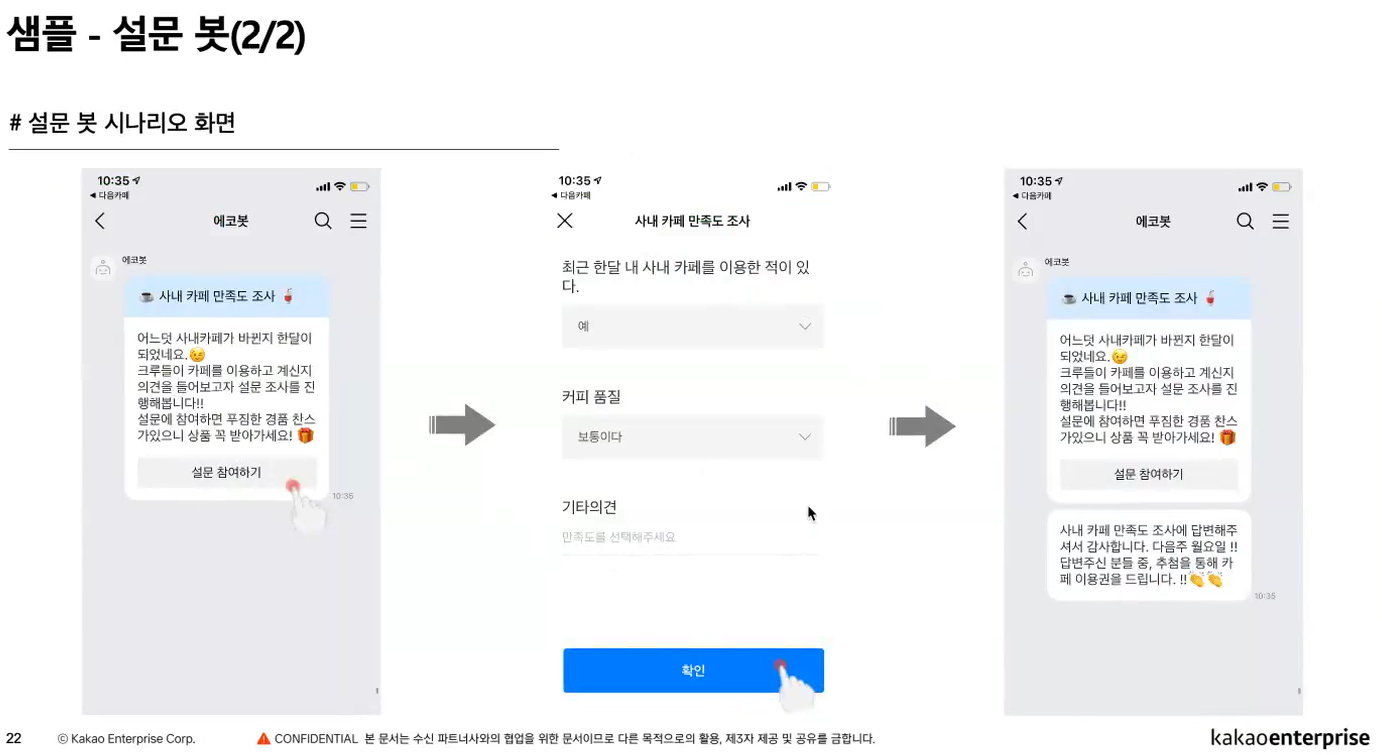 샘플 - 설문 봇(2/2)
# 설문 봇 시나리오 화면
10:35
◀ 다음카페
에코봇
에코봇
☕ 사내 카페 만족도 조사 🍹
어느덧 사내카페가 바뀐지 한달이
되었네요.😉
크루들이 카페를 이용하고 계신지
의견을 들어보고자 설문 조사를 진
행해봅니다!!
설문에 참여하면 푸짐한 경품 찬스
가있으니 상품 꼭 받아가세요! 🎁
설문 참여하기
10:35
10:35
◀ 다음카페
사내 카페 만족도 조사
최근 한달 내 사내 카페를 이용한 적이 있
다.
예
커피 품질
보통이다
기타의견
만족도를 선택해주세요
확인
10:35
◀ 다음카페
에코봇
에코봇
☕ 사내 카페 만족도 조사 🍹
어느덧 사내카페가 바뀐지 한달이
되었네요.😉
크루들이 카페를 이용하고 계신지
의견을 들어보고자 설문 조사를 진
행해봅니다!!
설문에 참여하면 푸짐한 경품 찬스
가있으니 상품 꼭 받아가세요! 🎁
설문 참여하기
사내 카페 만족도 조사에 답변해주
셔서 감사합니다. 다음주 월요일 !!
답변주신 분들 중, 추첨을 통해 카
페 이용권을 드립니다. !!👏👏
10:35
22
© Kakao Enterprise Corp.
CONFIDENTIAL 본 문서는 수신 파트너사와의 협업을 위한 문서이므로 다른 목적으로의 활용, 제3자 제공 및 공유를 금합니다.
kakaoenterprise